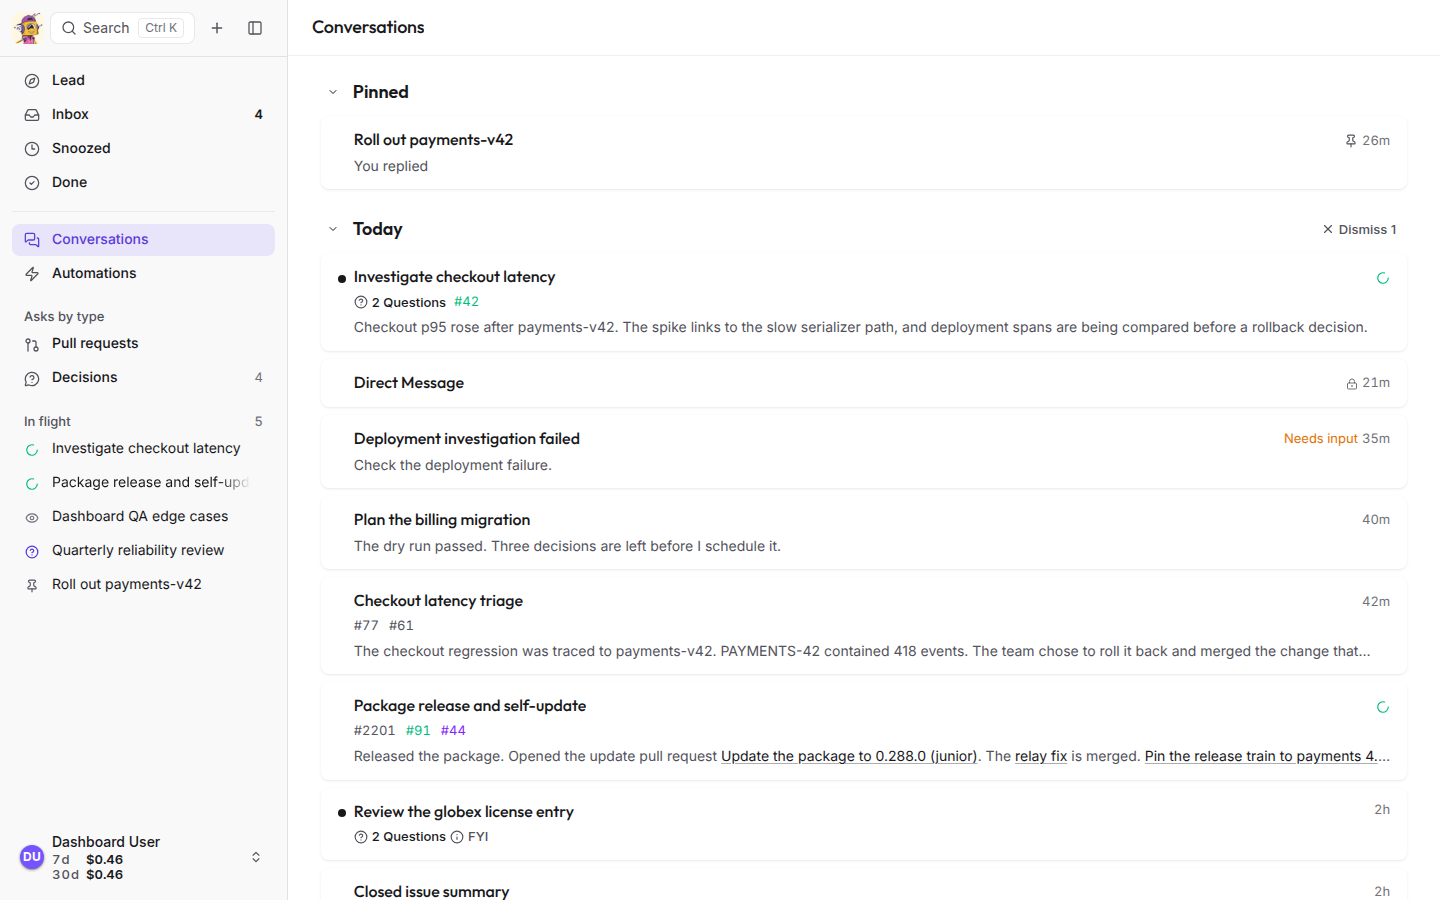 Search Ctrl K
Lead
Inbox 4
Snoozed
Done
Conversations
Automations
Asks by type
Pull requests
Decisions 4
In flight 5
Investigate checkout latency
Package release and self-upd
Dashboard QA edge cases
Quarterly reliability review
Roll out payments-v42
DU
Dashboard User
7d $0.46
30d $0.46
Conversations
Pinned
Roll out payments-v42 26m
You replied
Today Dismiss 1
Investigate checkout latency
2 Questions #42
Checkout p95 rose after payments-v42. The spike links to the slow serializer path, and deployment spans are being compared before a rollback decision.
Direct Message 21m
Deployment investigation failed Needs input 35m
Check the deployment failure.
Plan the billing migration 40m
The dry run passed. Three decisions are left before I schedule it.
Checkout latency triage 42m
#77 #61
The checkout regression was traced to payments-v42. PAYMENTS-42 contained 418 events. The team chose to roll it back and merged the change that...
Package release and self-update
#2201 #91 #44
Released the package. Opened the update pull request Update the package to 0.288.0 (junior). The relay fix is merged. Pin the release train to payments 4....
Review the globex license entry 2h
2 Questions FYI
Closed issue summary 2h